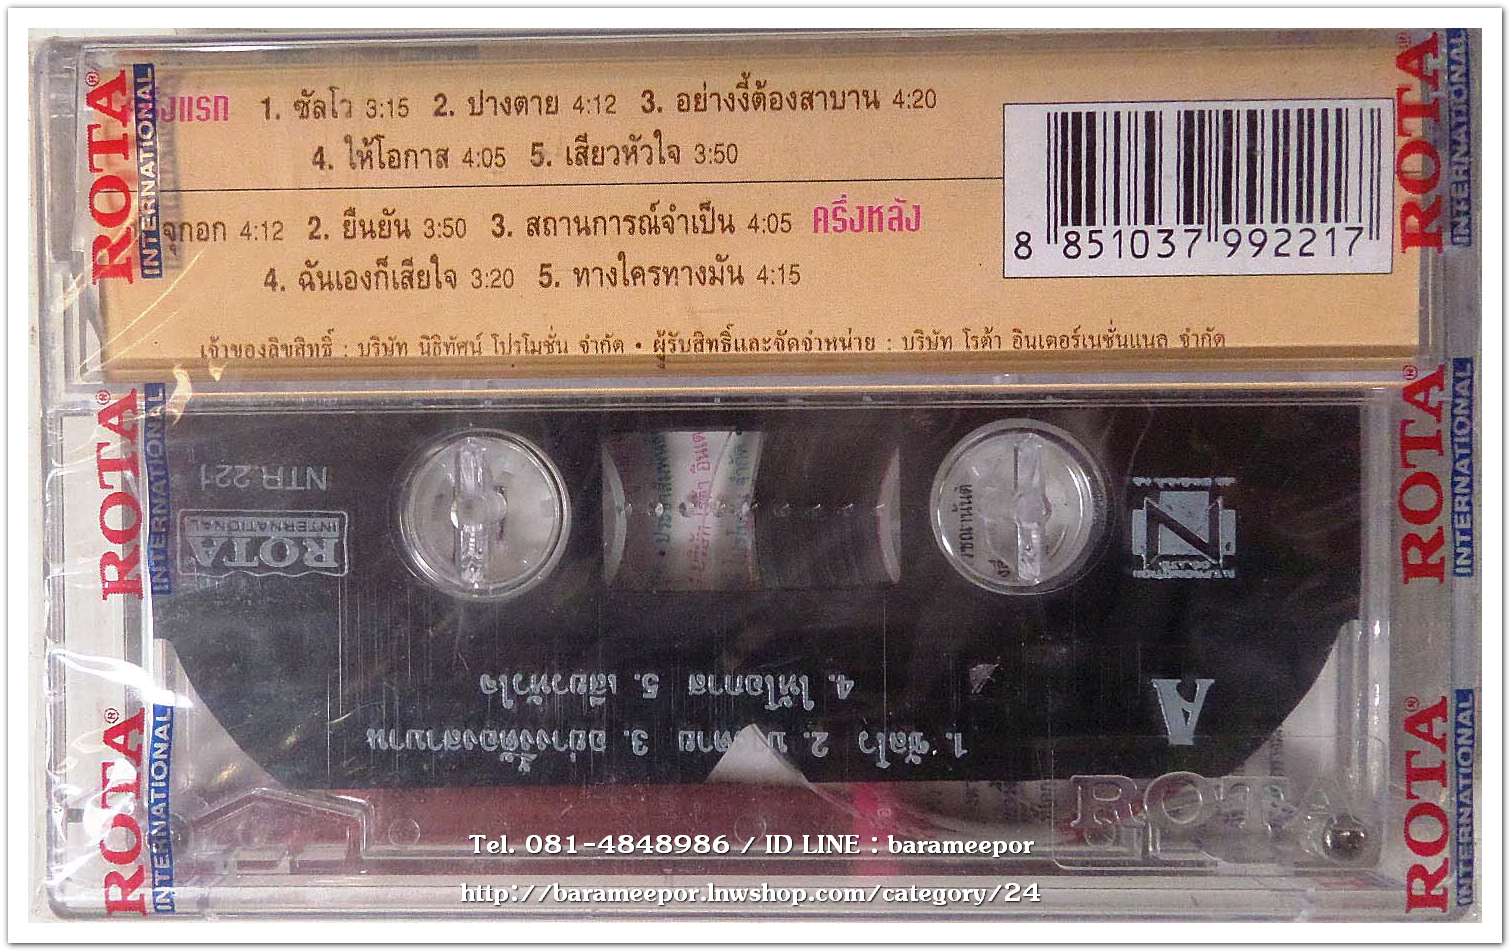 ครึ่งแรก 1. ซัลโว 3:15 2. ปางตาย 4:12 3. อย่างงี้ต้องสาบาน 4:20
4. ให้โอกาส 4:05 5. เสียวหัวใจ 3:50
จุกอก 4:12 2. ยืนยัน 3:50 3. สถานการณ์จำเป็น 4:05 ครึ่งหลัง
4. ฉันเองก็เสียใจ 3:20 5. ทางใครทางมัน 4:15
เจ้าของลิขสิทธิ์ : บริษัท นิธิทัศน์ โปรโมชั่น จำกัด • ผู้รับสิทธิ์และจัดจำหน่าย : บริษัท โรต้า อินเตอร์เนชั่นแนล จำกัด
8 851037 992217
ROTA® INTERNATIONAL
ROTA® INTERNATIONAL
ROTA® INTERNATIONAL
ROTA® INTERNATIONAL
ROTA® INTERNATIONAL
ROTA® INTERNATIONAL
NTR.221
ROTA
INTERNATIONAL
N
N.T.PROMOTION
CO.,LTD.
A
1. ซัลโว 2. ปางตาย 3. อย่างงี้ต้องสาบาน
4. ให้โอกาส 5. เสียวหัวใจ
ROTA
Tel. 081-4848986 / ID LINE : barameepor
http://barameepor.lnwshop.com/category/24